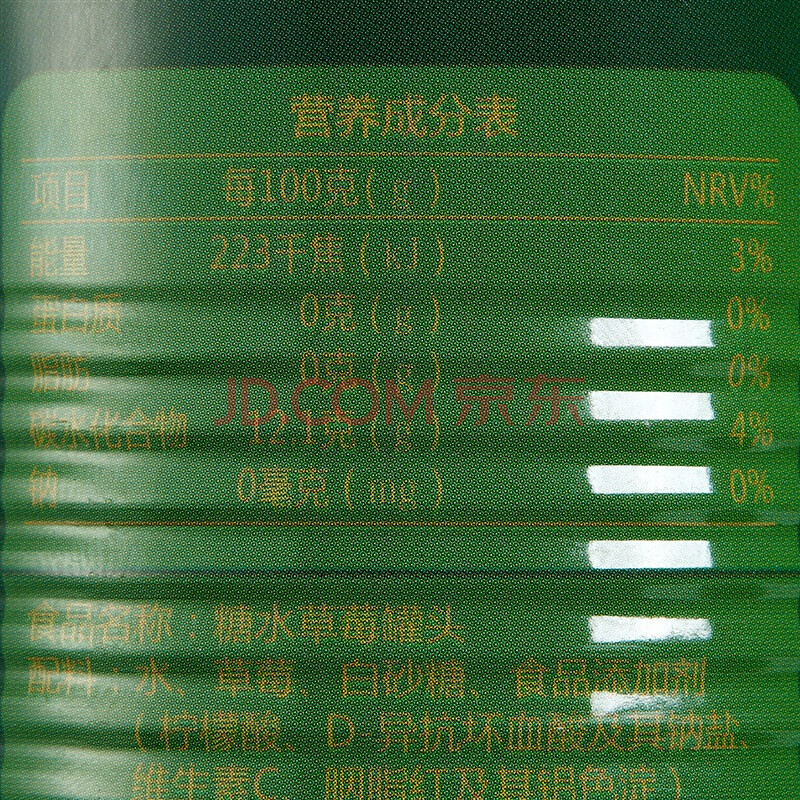 营养成分表
项目 每100克(g) NRV%
能量 223千焦(kJ) 3%
蛋白质 0克(g) 0%
脂肪 0克(g) 0%
JD.COM 京东
碳水化合物 12.1克(g) 4%
钠 0毫克(mg) 0%
食品名称:糖水草莓罐头
配料:水、草莓、白砂糖、食品添加剂
(柠檬酸、D-异抗坏血酸及其钠盐、
维生素C、胭脂红及其铝色淀)